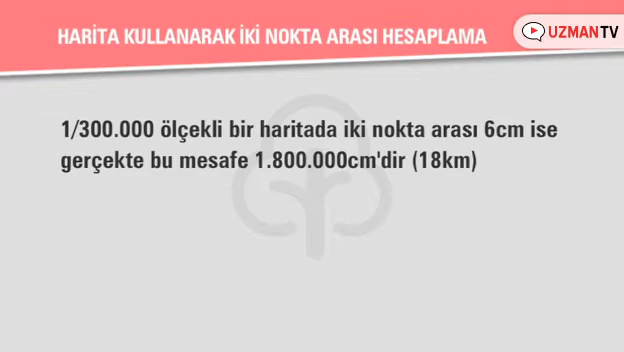 HARİTA KULLANARAK İKİ NOKTA ARASI HESAPLAMA
UZMANTV
1/300.000 ölçekli bir haritada iki nokta arası 6cm ise
gerçekte bu mesafe 1.800.000cm'dir (18km)